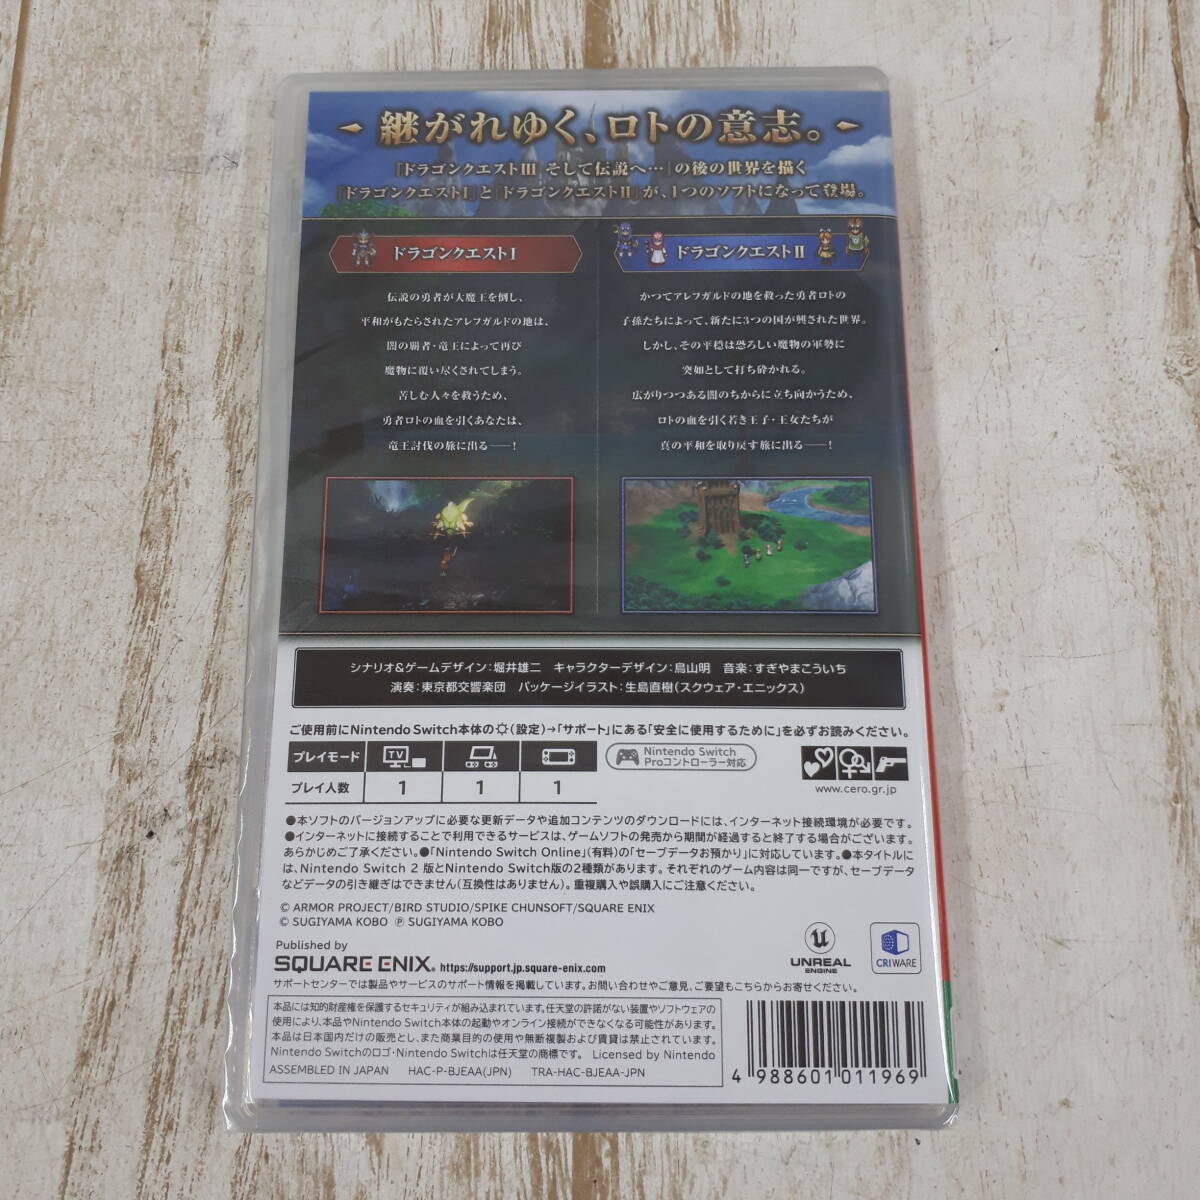 継がれゆく、ロトの意志。
『ドラゴンクエストIII そして伝説へ…』の後の世界を描く
『ドラゴンクエストI』と『ドラゴンクエストII』が、1つのソフトになって登場。
ドラゴンクエストI
伝説の勇者が大魔王を倒し、
平和がもたらされたアレフガルドの地は、
闇の覇者・竜王によって再び
魔物に覆い尽くされてしまう。
苦しむ人々を救うため、
勇者ロトの血を引くあなたは、
竜王討伐の旅に出る――!
ドラゴンクエストII
かつてアレフガルドの地を救った勇者ロトの
子孫たちによって、新たに3つの国が興された世界。
しかし、その平穏は恐ろしい魔物の軍勢に
突如として打ち砕かれる。
広がりつつある闇のちからに立ち向かうため、
ロトの血を引く若き王子・王女たちが
真の平和を取り戻す旅に出る――!
シナリオ&ゲームデザイン:堀井雄二 キャラクターデザイン:鳥山明 音楽:すぎやまこういち
演奏:東京都交響楽団 パッケージイラスト:生島直樹(スクウェア・エニックス)
ご使用前にNintendo Switch本体の(設定)→「サポート」にある「安全に使用するために」を必ずお読みください。
プレイモード TV
プレイ人数 1 1 1
Nintendo Switch
Proコントローラー対応
www.cero.gr.jp
●本ソフトのバージョンアップに必要な更新データや追加コンテンツのダウンロードには、インターネット接続環境が必要です。
●インターネットに接続することで利用できるサービスは、ゲームソフトの発売から期間が経過すると終了する場合がございます。
あらかじめご了承ください。●「Nintendo Switch Online」(有料)の「セーブデータお預かり」に対応しています。●本タイトルに
は、Nintendo Switch 2 版とNintendo Switch版の2種類があります。それぞれのゲーム内容は同一ですが、セーブデータ
などデータの引き継ぎはできません(互換性はありません)。重複購入や誤購入にご注意ください。
© ARMOR PROJECT/BIRD STUDIO/SPIKE CHUNSOFT/SQUARE ENIX
© SUGIYAMA KOBO ℗ SUGIYAMA KOBO
Published by
SQUARE ENIX. https://support.jp.square-enix.com
UNREAL
ENGINE
CRIWARE
サポートセンターでは製品やサービスのサポート情報を掲載しています。お問い合わせやご意見、ご要望もこちらからお寄せください。
本品には知的財産権を保護するセキュリティが組み込まれています。任天堂の許諾がない装置やソフトウェアの
使用により、本品やNintendo Switch本体の起動やオンライン接続ができなくなる可能性があります。
本品は日本国内だけの販売とし、また商業目的の使用や無断複製および賃貸は禁止されています。
Nintendo Switchのロゴ・Nintendo Switchは任天堂の商標です。 Licensed by Nintendo
ASSEMBLED IN JAPAN HAC-P-BJEAA(JPN) TRA-HAC-BJEAA-JPN
4 988601 011969